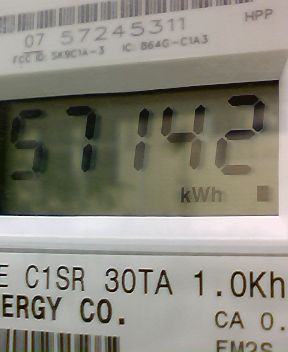 HPP
07 57245311
FCC ID: SK9C1A-3 IC: 864G-C1A3
57142
kWh
E C1SR 30TA 1.0Kh
ERGY CO.
CA 0.
EM2S